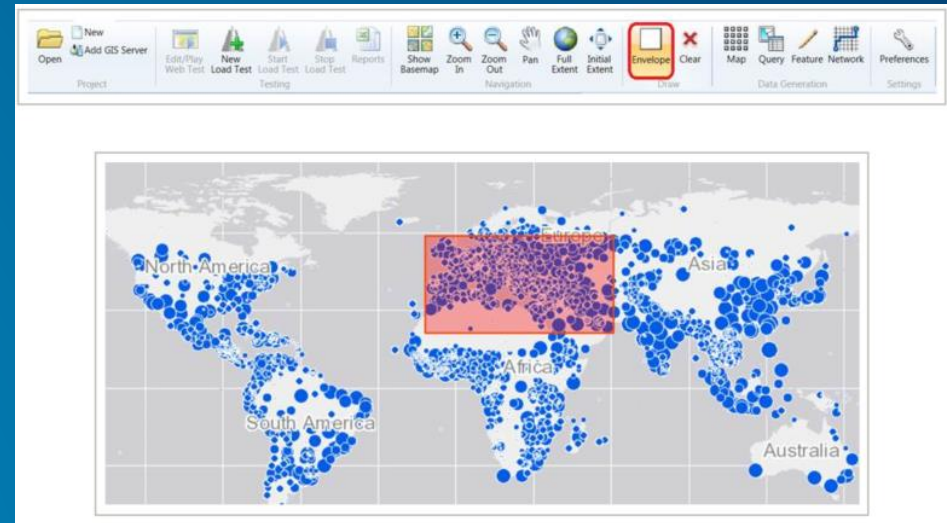 New
Add GIS Server
Open
Edit/Play
Web Test
New
Load Test
Start
Load Test
Stop
Load Test
Reports
Show
Basemap
Zoom
In
Zoom
Out
Pan
Full
Extent
Initial
Extent
Envelope
Clear
Map
Query
Feature
Network
Preferences
Project
Testing
Navigation
Draw
Data Generation
Settings
Europe
North America
Asia
Africa
South America
Australia